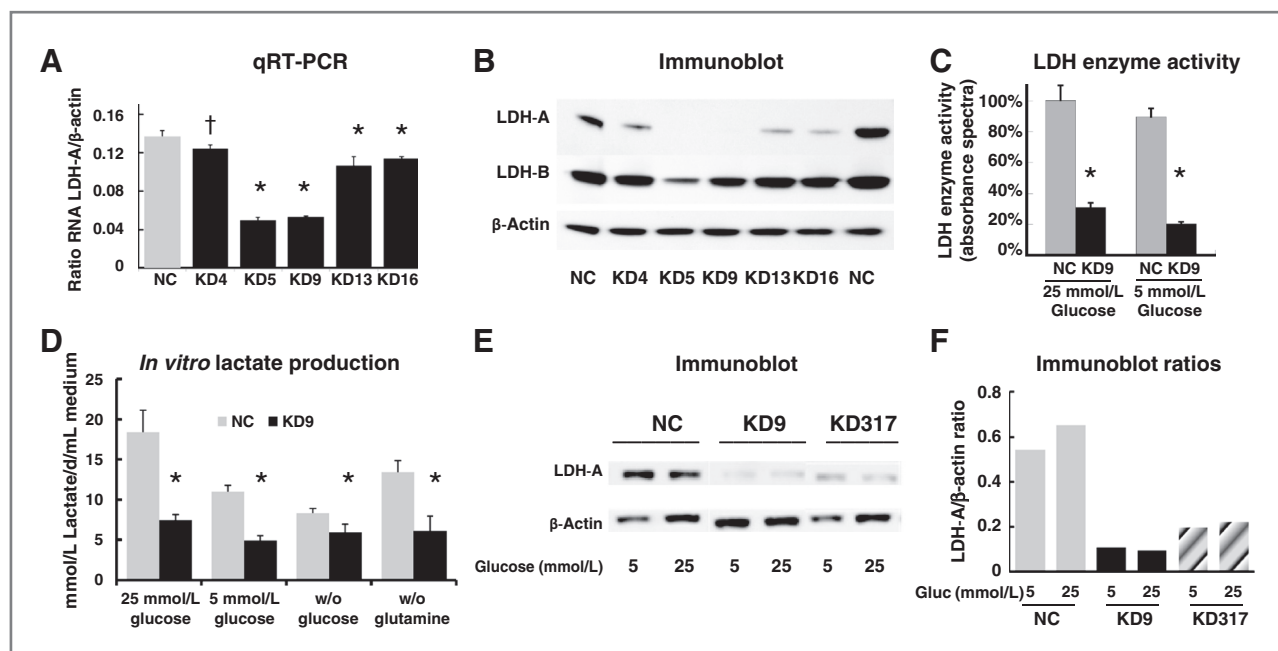 A
qRT-PCR
Ratio RNA LDH-A/β-actin
0.16
0.12
0.08
0.04
0
†
*
*
*
*
NC KD4 KD5 KD9 KD13 KD16
B
Immunoblot
LDH-A
LDH-B
β-Actin
NC KD4 KD5 KD9 KD13 KD16 NC
C
LDH enzyme activity
LDH enzyme activity
(absorbance spectra)
100%
80%
60%
40%
20%
0%
*
*
NC KD9 NC KD9
25 mmol/L 5 mmol/L
Glucose Glucose
D
In vitro lactate production
mmol/L Lactate/d/mL medium
25
20
15
10
5
0
NC KD9
*
*
*
*
25 mmol/L 5 mmol/L w/o w/o
glucose glucose glucose glutamine
E
Immunoblot
NC KD9 KD317
LDH-A
β-Actin
Glucose (mmol/L) 5 25 5 25 5 25
F
Immunoblot ratios
LDH-A/β-actin ratio
0.8
0.6
0.4
0.2
0
Gluc (mmol/L) 5 25 5 25 5 25
NC KD9 KD317